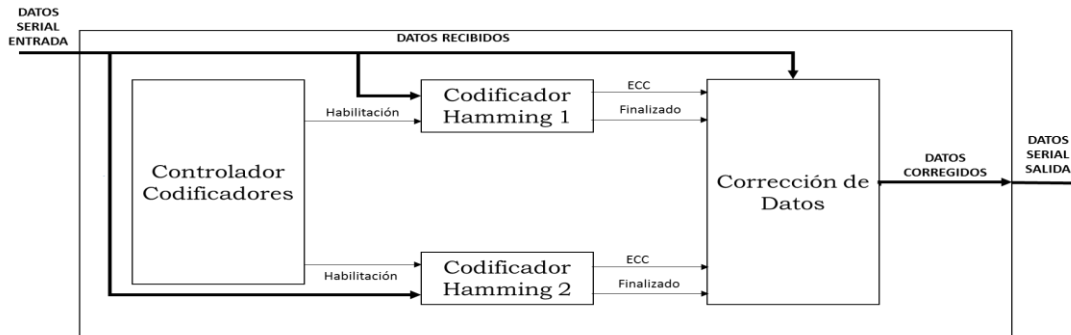 DATOS
SERIAL
ENTRADA
DATOS RECIBIDOS
Controlador
Codificadores
Habilitación
Codificador
Hamming 1
ECC
Finalizado
Habilitación
Codificador
Hamming 2
ECC
Finalizado
Corrección de
Datos
DATOS
CORREGIDOS
DATOS
SERIAL
SALIDA